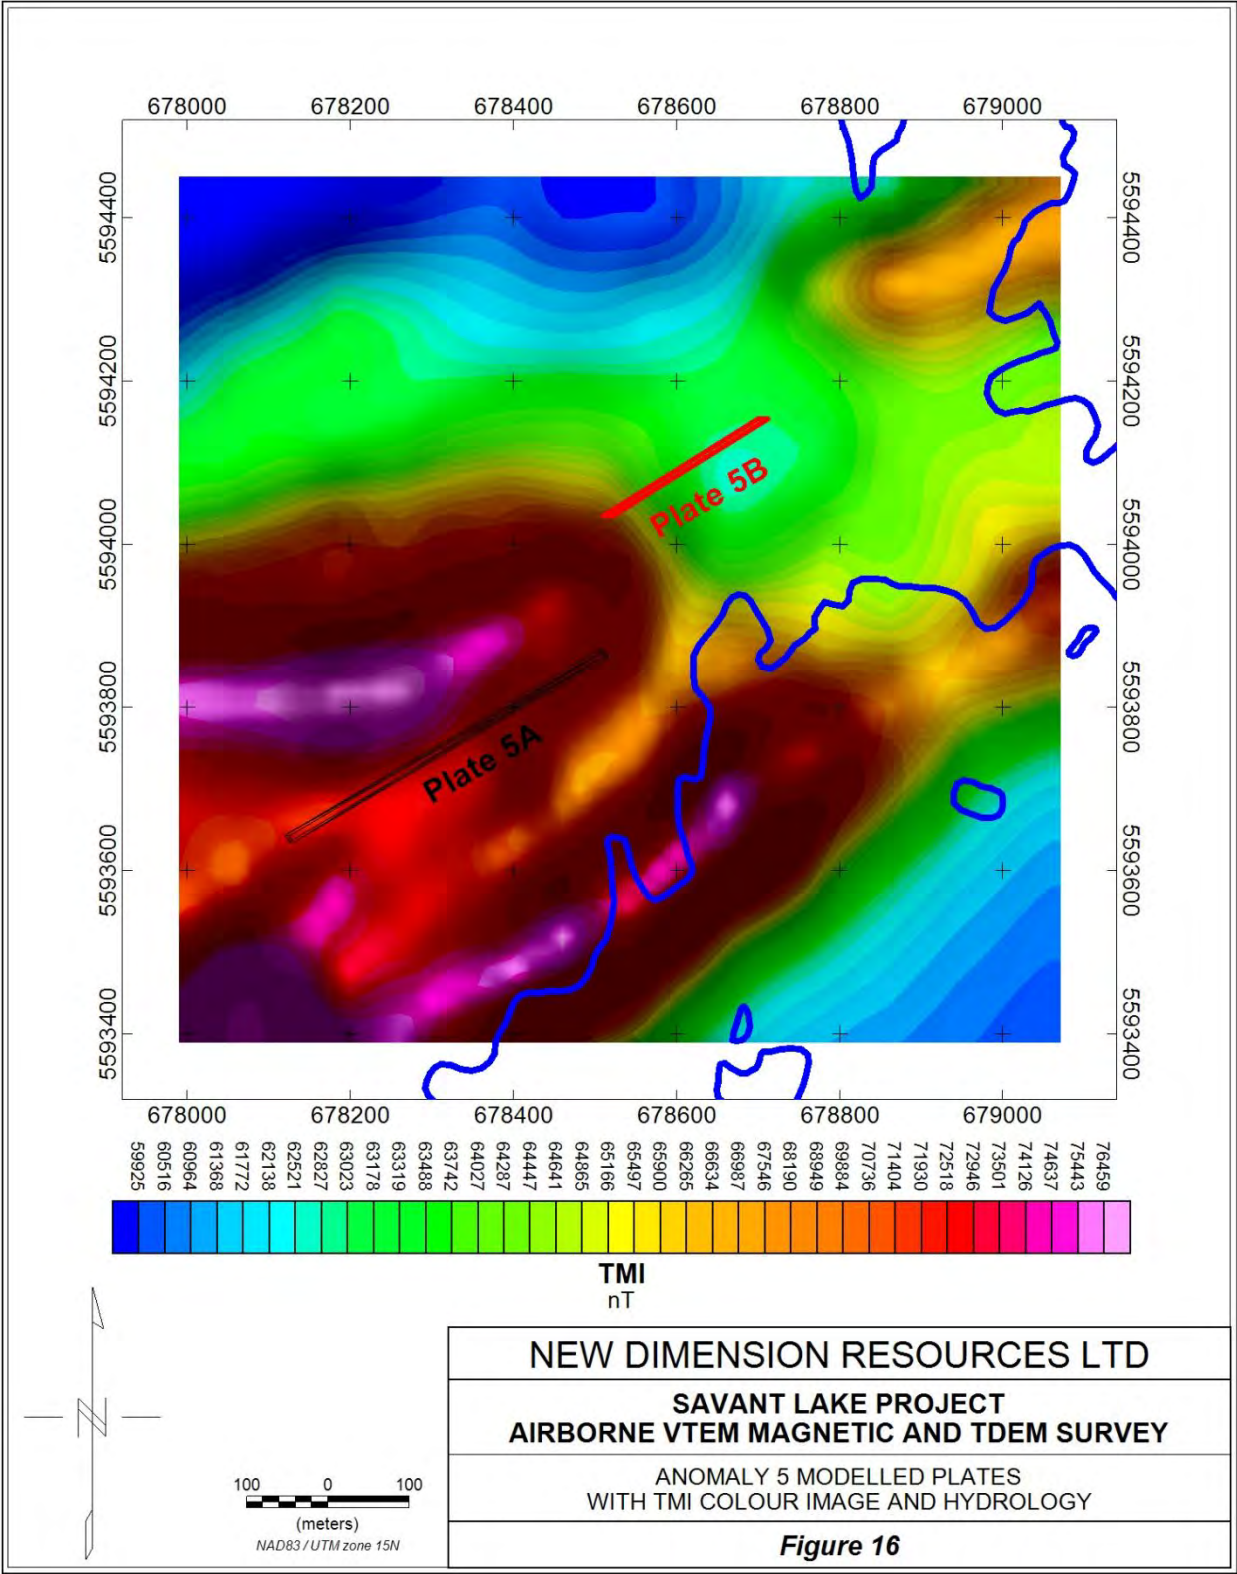 678000 678200 678400 678600 678800 679000
5594400 5594400
5594200 5594200
Plate 5B
5594000 5594000
5593800 5593800
Plate 5A
5593600 5593600
5593400 5593400
678000 678200 678400 678600 678800 679000
59925 60516 60964 61368 61772 62138 62521 62827 63023 63178 63319 63488 63742 64027 64287 64447 64641 64865 65166 65497 65900 66265 66634 66987 67546 68190 68949 69884 70736 71404 71930 72518 72946 73501 74126 74637 75443 76459
TMI
nT
N
100 0 100
(meters)
NAD83 / UTM zone 15N
NEW DIMENSION RESOURCES LTD
SAVANT LAKE PROJECT
AIRBORNE VTEM MAGNETIC AND TDEM SURVEY
ANOMALY 5 MODELLED PLATES
WITH TMI COLOUR IMAGE AND HYDROLOGY
Figure 16